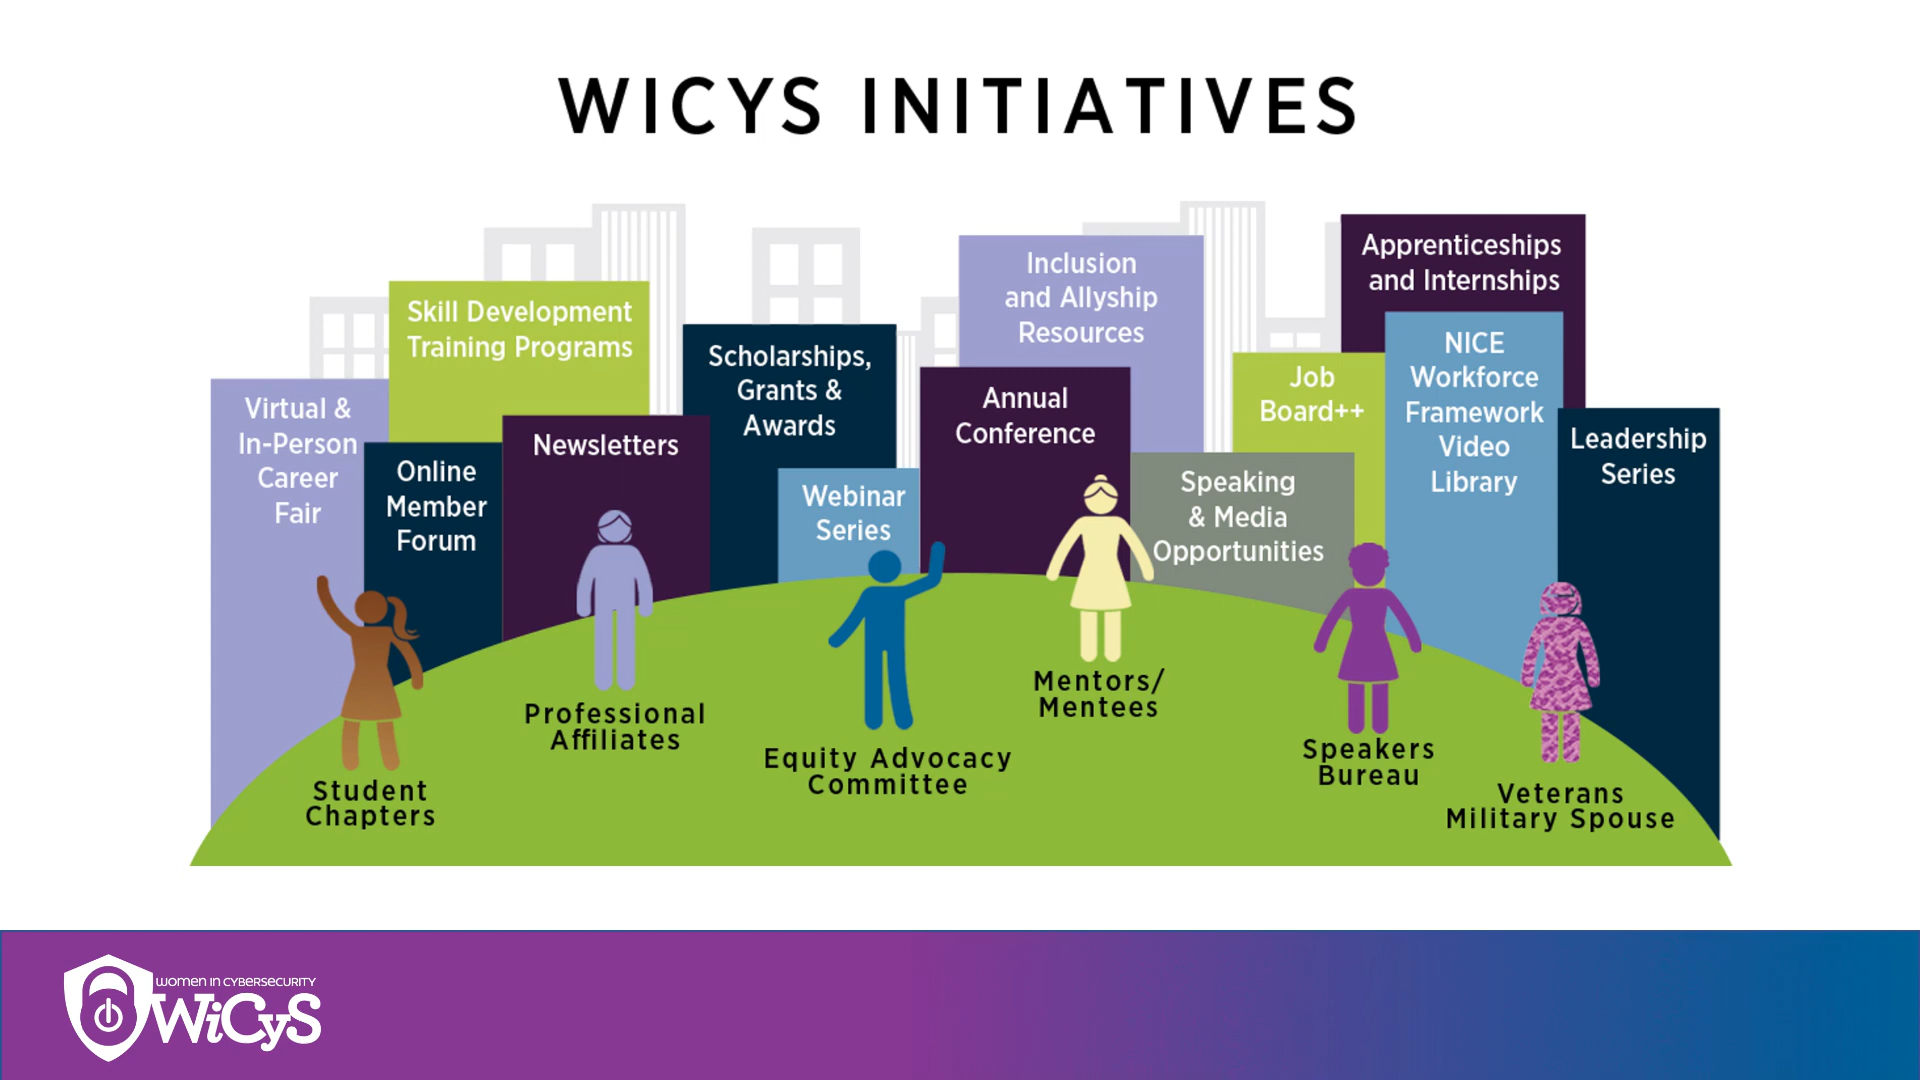 WICYS INITIATIVES
Virtual &
In-Person
Career
Fair
Skill Development
Training Programs
Online
Member
Forum
Newsletters
Scholarships,
Grants &
Awards
Webinar
Series
Inclusion
and Allyship
Resources
Annual
Conference
Speaking
& Media
Opportunities
Job
Board++
Apprenticeships
and Internships
NICE
Workforce
Framework
Video
Library
Leadership
Series
Student
Chapters
Professional
Affiliates
Equity Advocacy
Committee
Mentors/
Mentees
Speakers
Bureau
Veterans
Military Spouse
WOMEN IN CYBERSECURITY
WiCyS